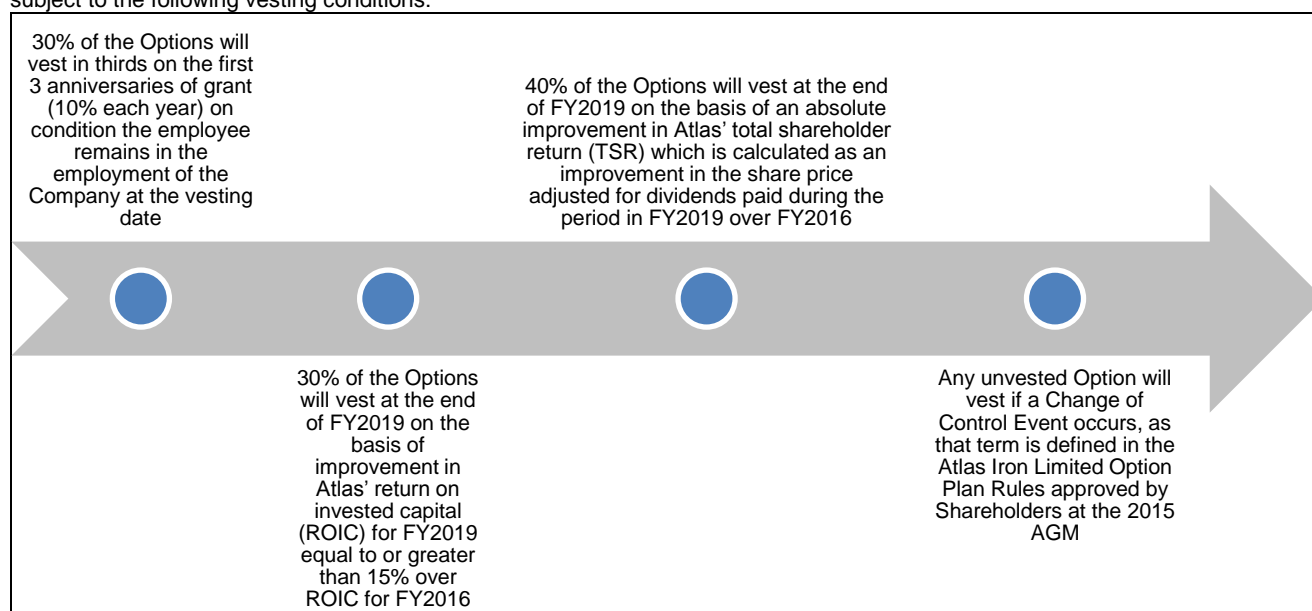 subject to the following vesting conditions:
30% of the Options will
vest in thirds on the first
3 anniversaries of grant
(10% each year) on
condition the employee
remains in the
employment of the
Company at the vesting
date
30% of the Options
will vest at the end
of FY2019 on the
basis of
improvement in
Atlas' return on
invested capital
(ROIC) for FY2019
equal to or greater
than 15% over
ROIC for FY2016
40% of the Options will vest at the end
of FY2019 on the basis of an absolute
improvement in Atlas' total shareholder
return (TSR) which is calculated as an
improvement in the share price
adjusted for dividends paid during the
period in FY2019 over FY2016
Any unvested Option will
vest if a Change of
Control Event occurs, as
that term is defined in the
Atlas Iron Limited Option
Plan Rules approved by
Shareholders at the 2015
AGM